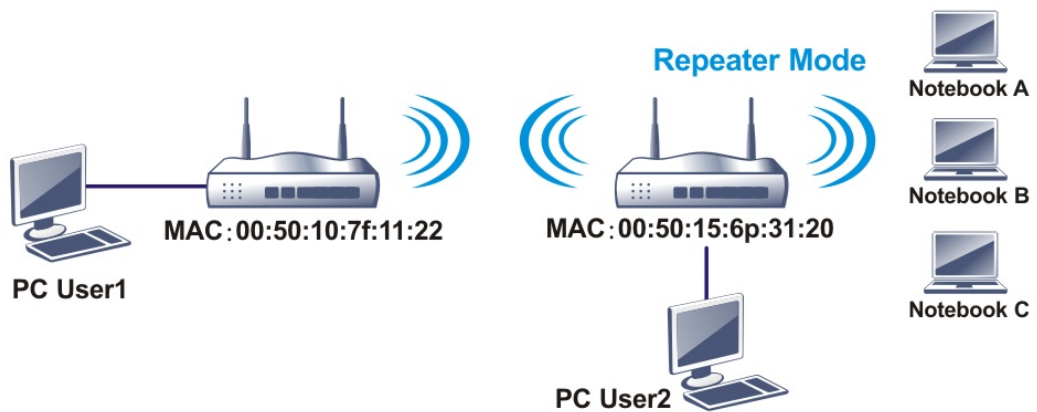 Repeater Mode
Notebook A
Notebook B
Notebook C
MAC:00:50:10:7f:11:22
MAC:00:50:15:6p:31:20
PC User1
PC User2